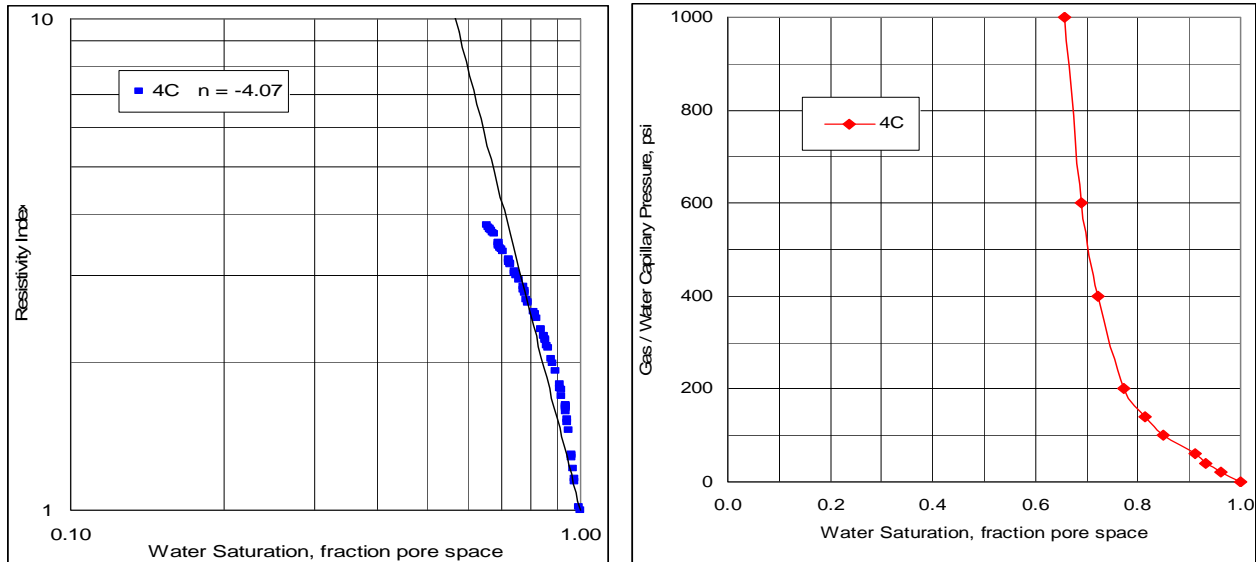 10
4C n = -4.07
Resistivity Index
1
0.10
1.00
Water Saturation, fraction pore space
1000
800
600
400
200
0
4C
Gas / Water Capillary Pressure, psi
0.0 0.2 0.4 0.6 0.8 1.0
Water Saturation, fraction pore space